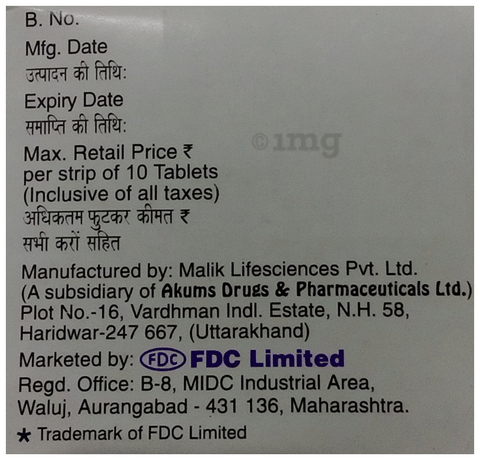 B. No.
Mfg. Date
उत्पादन की तिथि:
Expiry Date
समाप्ति की तिथि:
Max. Retail Price ₹
per strip of 10 Tablets
(Inclusive of all taxes)
अधिकतम फुटकर कीमत ₹
सभी करों सहित
©1mg
Manufactured by: Malik Lifesciences Pvt. Ltd.
(A subsidiary of Akums Drugs & Pharmaceuticals Ltd.)
Plot No.-16, Vardhman Indl. Estate, N.H. 58,
Haridwar-247 667, (Uttarakhand)
Marketed by: FDC FDC Limited
Regd. Office: B-8, MIDC Industrial Area,
Waluj, Aurangabad - 431 136, Maharashtra.
★ Trademark of FDC Limited